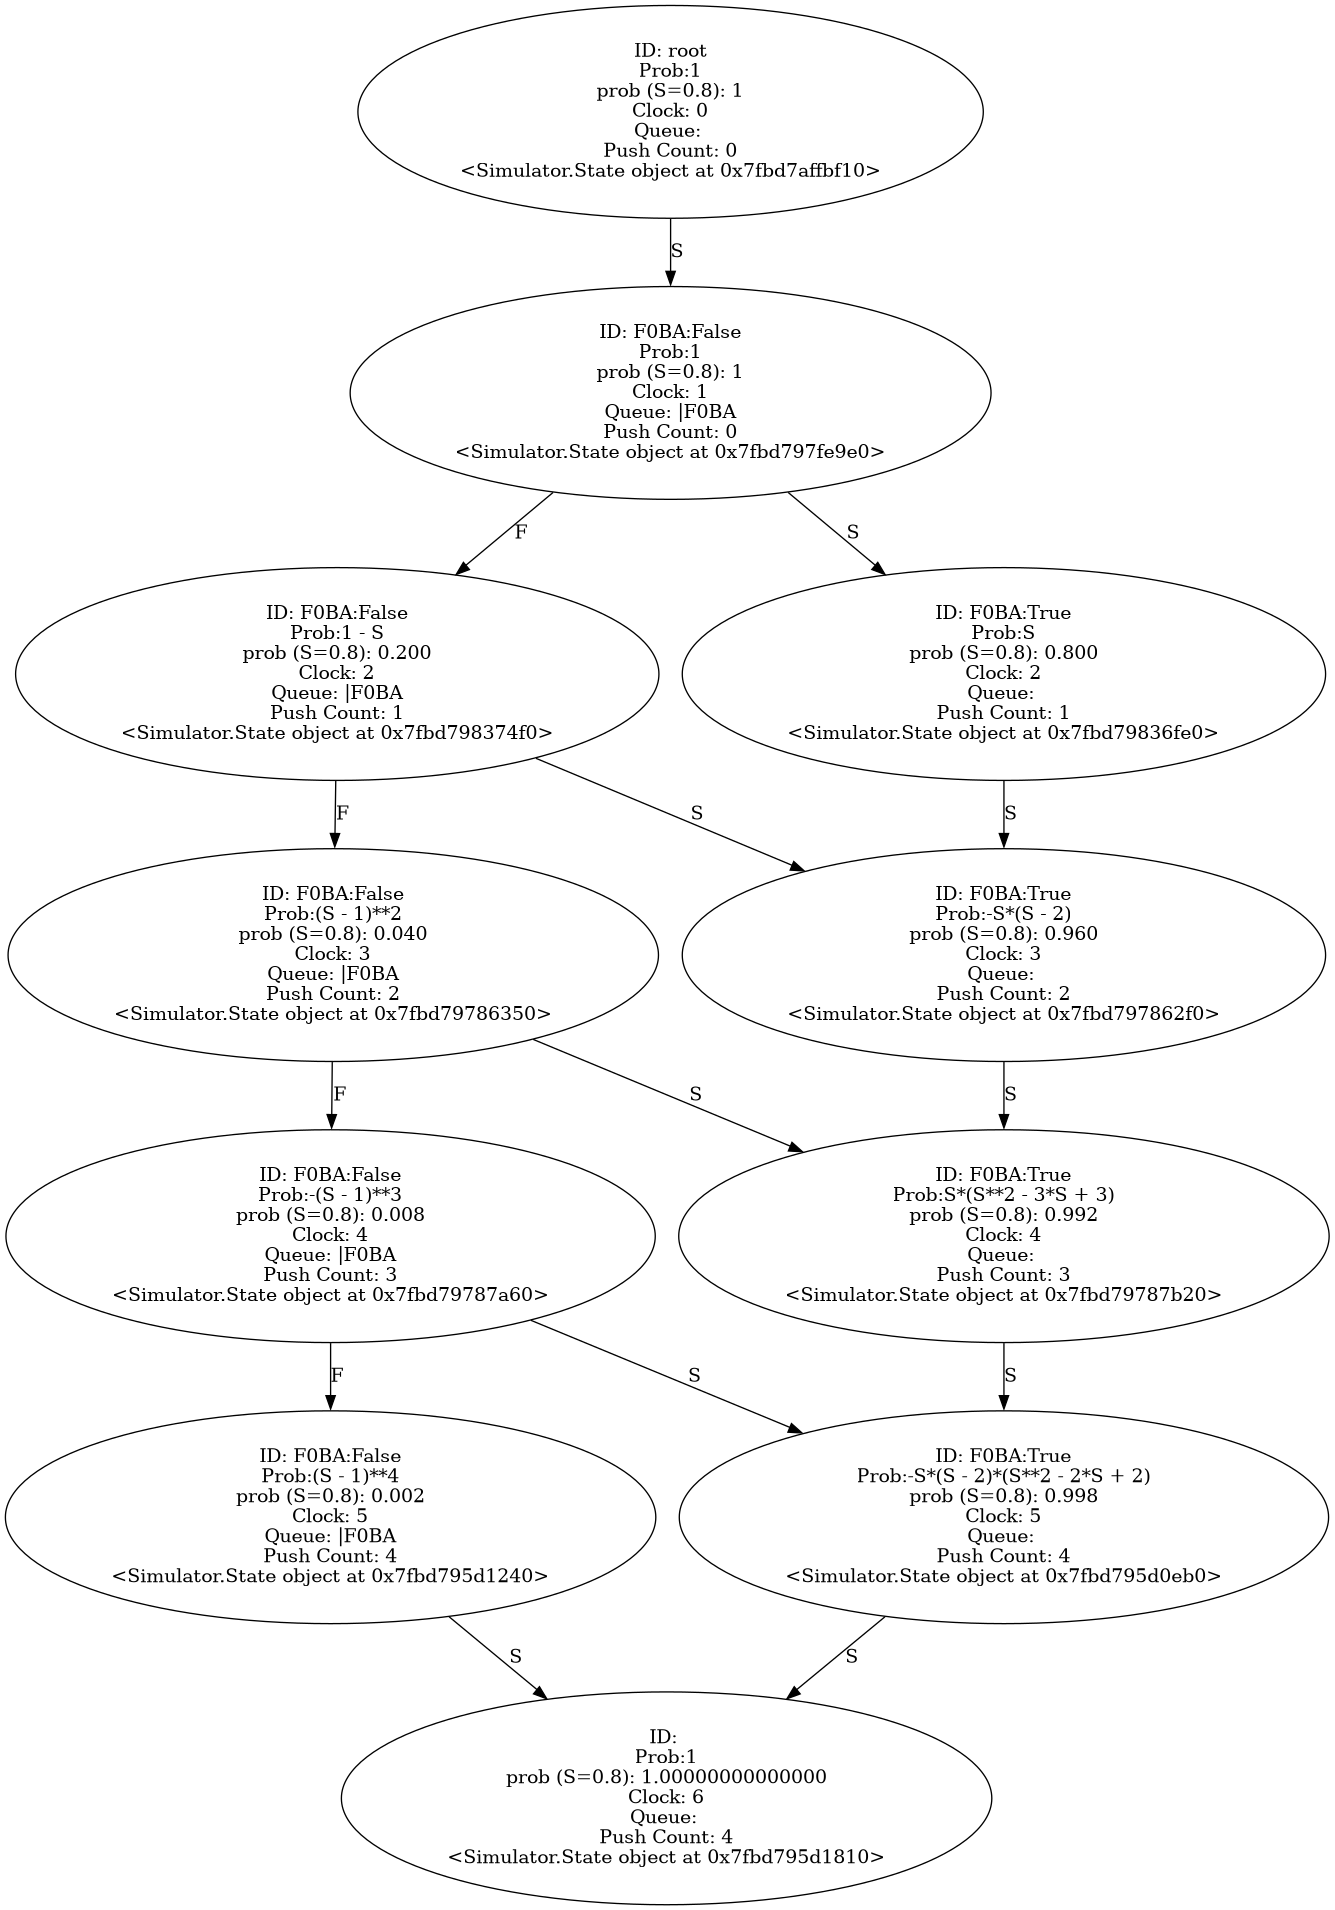 ID: root
Prob:1
prob (S=0.8): 1
Clock: 0
Queue:
Push Count: 0
<Simulator.State object at 0x7fbd7affbf10>
S
ID: F0BA:False
Prob:1
prob (S=0.8): 1
Clock: 1
Queue: |F0BA
Push Count: 0
<Simulator.State object at 0x7fbd797fe9e0>
F
S
ID: F0BA:False
Prob:1 - S
prob (S=0.8): 0.200
Clock: 2
Queue: |F0BA
Push Count: 1
<Simulator.State object at 0x7fbd798374f0>
ID: F0BA:True
Prob:S
prob (S=0.8): 0.800
Clock: 2
Queue:
Push Count: 1
<Simulator.State object at 0x7fbd79836fe0>
F
S
S
ID: F0BA:False
Prob:(S - 1)**2
prob (S=0.8): 0.040
Clock: 3
Queue: |F0BA
Push Count: 2
<Simulator.State object at 0x7fbd79786350>
ID: F0BA:True
Prob:-S*(S - 2)
prob (S=0.8): 0.960
Clock: 3
Queue:
Push Count: 2
<Simulator.State object at 0x7fbd797862f0>
F
S
S
ID: F0BA:False
Prob:-(S - 1)**3
prob (S=0.8): 0.008
Clock: 4
Queue: |F0BA
Push Count: 3
<Simulator.State object at 0x7fbd79787a60>
ID: F0BA:True
Prob:S*(S**2 - 3*S + 3)
prob (S=0.8): 0.992
Clock: 4
Queue:
Push Count: 3
<Simulator.State object at 0x7fbd79787b20>
F
S
S
ID: F0BA:False
Prob:(S - 1)**4
prob (S=0.8): 0.002
Clock: 5
Queue: |F0BA
Push Count: 4
<Simulator.State object at 0x7fbd795d1240>
ID: F0BA:True
Prob:-S*(S - 2)*(S**2 - 2*S + 2)
prob (S=0.8): 0.998
Clock: 5
Queue:
Push Count: 4
<Simulator.State object at 0x7fbd795d0eb0>
S
S
ID:
Prob:1
prob (S=0.8): 1.00000000000000
Clock: 6
Queue:
Push Count: 4
<Simulator.State object at 0x7fbd795d1810>